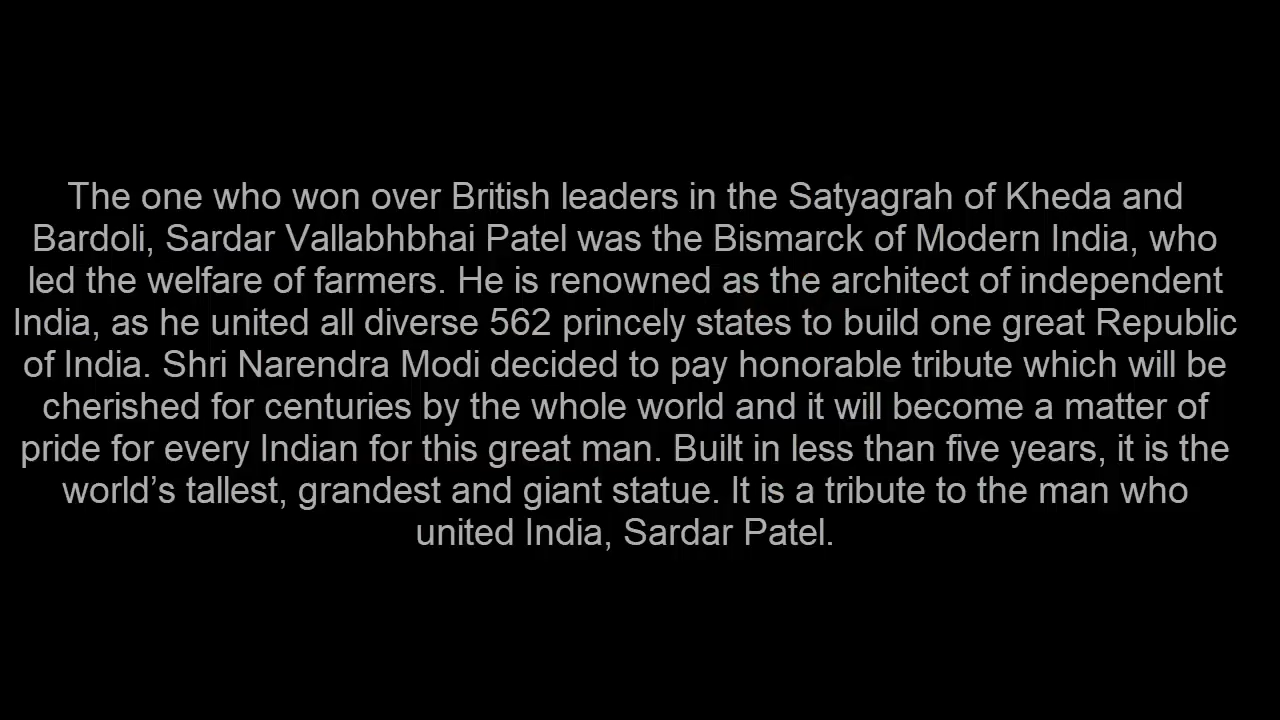 The one who won over British leaders in the Satyagrah of Kheda and
Bardoli, Sardar Vallabhbhai Patel was the Bismarck of Modern India, who
led the welfare of farmers. He is renowned as the architect of independent
India, as he united all diverse 562 princely states to build one great Republic
of India. Shri Narendra Modi decided to pay honorable tribute which will be
cherished for centuries by the whole world and it will become a matter of
pride for every Indian for this great man. Built in less than five years, it is the
world’s tallest, grandest and giant statue. It is a tribute to the man who
united India, Sardar Patel.